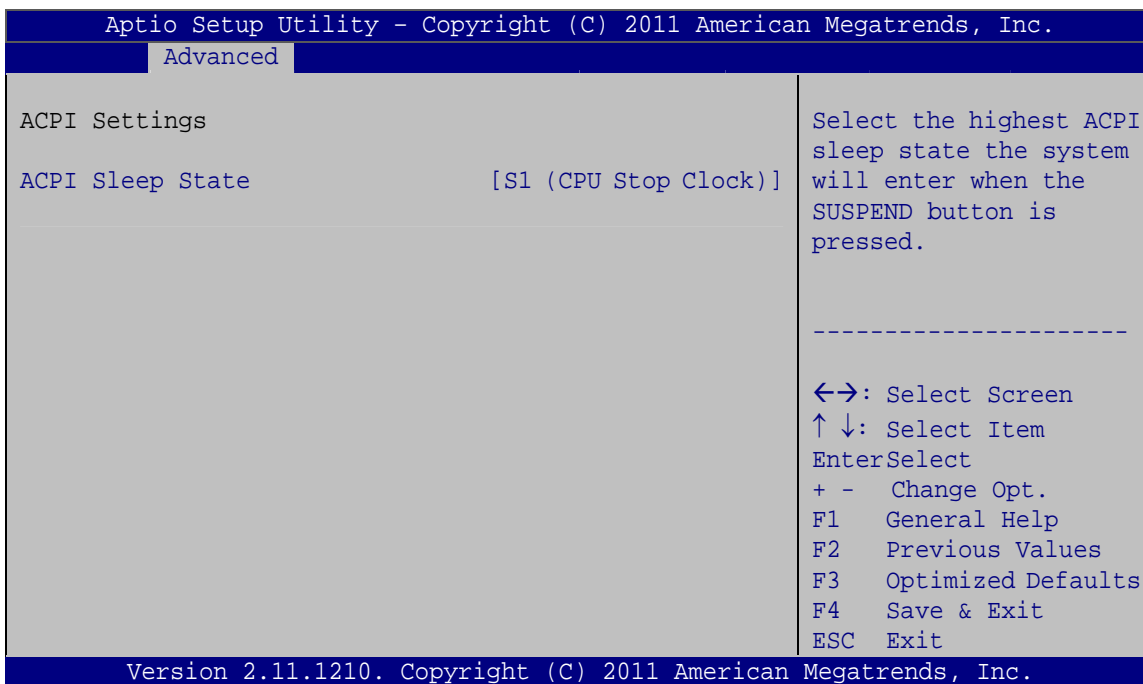 Aptio Setup Utility – Copyright (C) 2011 American Megatrends, Inc.
Advanced
ACPI Settings
ACPI Sleep State [S1 (CPU Stop Clock)]
Select the highest ACPI
sleep state the system
will enter when the
SUSPEND button is
pressed.
----------------------
←→: Select Screen
↑ ↓: Select Item
EnterSelect
+ - Change Opt.
F1 General Help
F2 Previous Values
F3 Optimized Defaults
F4 Save & Exit
ESC Exit
Version 2.11.1210. Copyright (C) 2011 American Megatrends, Inc.